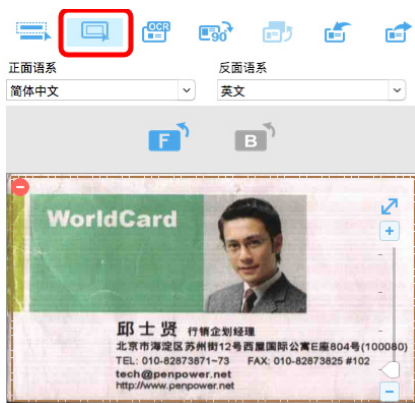 OCR
90°
正面语系
反面语系
简体中文
英文
F
B
WorldCard
邱士贤 行销企划经理
北京市海淀区苏州街12号西屋国际公寓E座804号(100080)
TEL: 010-82873871~73 FAX: 010-82873825 #102
tech@penpower.net
http://www.penpower.net